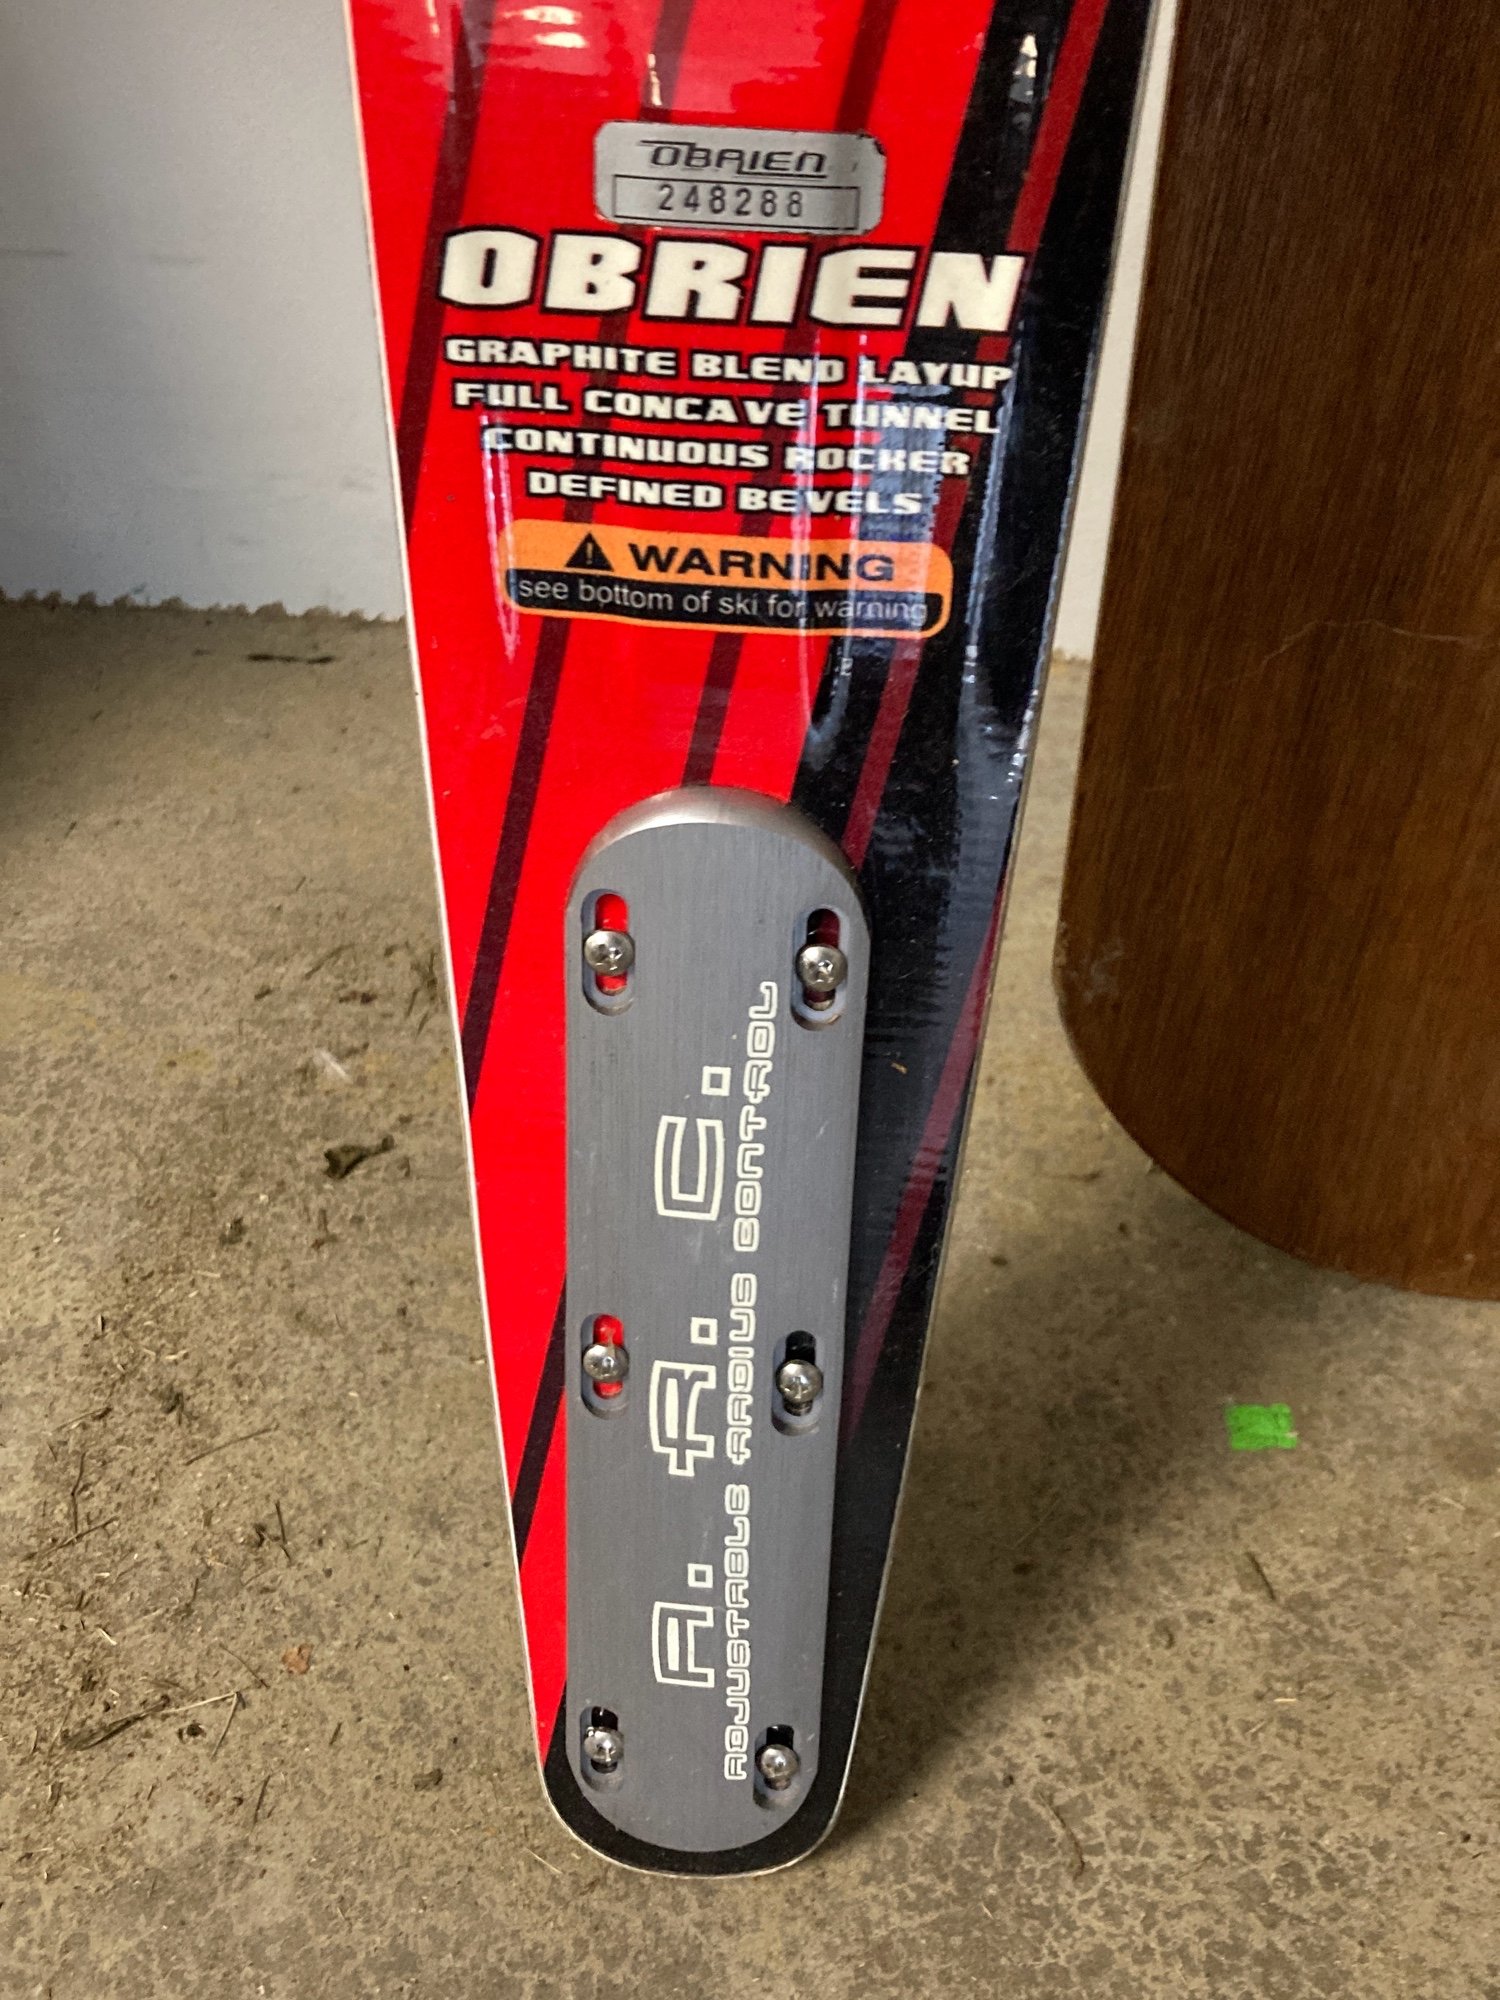 O'BRIEN
248288
OBRIEN
GRAPHITE BLEND LAYUP
FULL CONCAVE TUNNEL
CONTINUOUS ROCKER
DEFINED BEVELS
WARNING
see bottom of ski for warning
A. R. C.
ADJUSTABLE RADIUS CONTROL